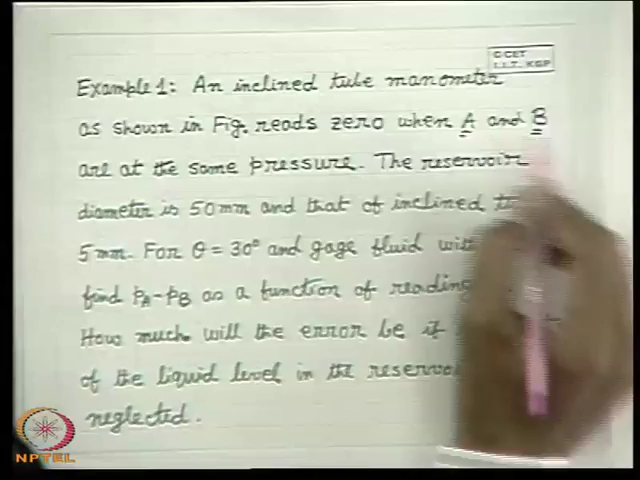 CCET
I.I.T. KGP
Example 1: An inclined tube manometer
as shown in Fig. reads zero when A and B
are at the same pressure. The reservoir
diameter is 50mm and that of inclined
5mm. For θ = 30° and gage fluid
find pA-pB as a function of reading
How much will the error be if
of the liquid level in the
neglected.
NPTEL